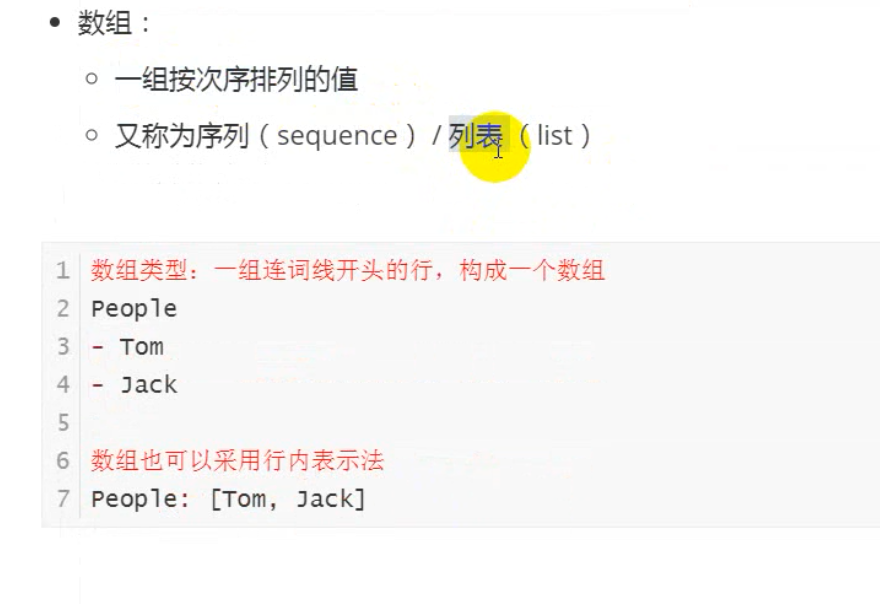 • 数组：
○ 一组按次序排列的值
○ 又称为序列（sequence）/ 列表（list）
1 数组类型：一组连词线开头的行，构成一个数组
2 People
3 - Tom
4 - Jack
5
6 数组也可以采用行内表示法
7 People: [Tom, Jack]